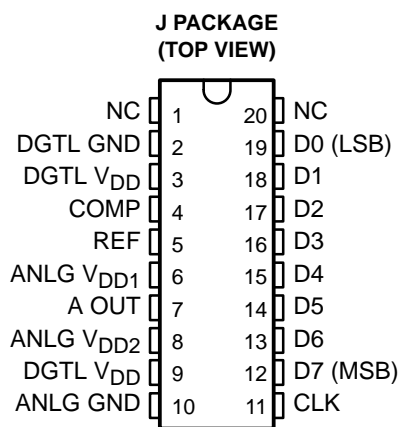 J PACKAGE
(TOP VIEW)
NC 1 20 NC
DGTL GND 2 19 D0 (LSB)
DGTL VDD 3 18 D1
COMP 4 17 D2
REF 5 16 D3
ANLG VDD1 6 15 D4
A OUT 7 14 D5
ANLG VDD2 8 13 D6
DGTL VDD 9 12 D7 (MSB)
ANLG GND 10 11 CLK